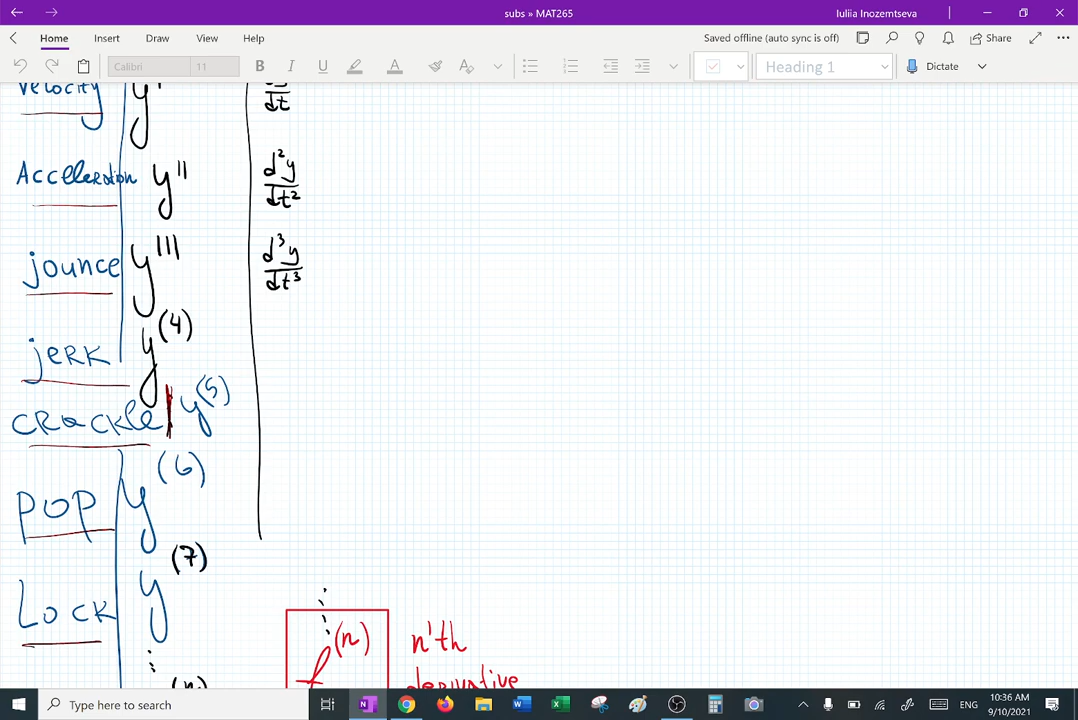 subs » MAT265
Iuliia Inozemtseva
Home Insert Draw View Help
Saved offline (auto sync is off)
Share
Calibri 11
Heading 1
Dictate
Velocity y'
dt
Acceleration y'' d²y/dt²
jounce y''' d³y/dt³
jerk y⁽⁴⁾
crackle | y⁽⁵⁾
pop y⁽⁶⁾
Lock y⁽⁷⁾
(n)
f⁽ⁿ⁾ n'th
derivative
Type here to search
ENG
10:36 AM
9/10/2021